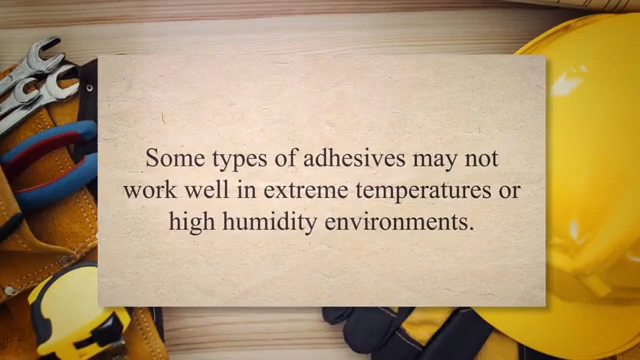 Some types of adhesives may not
work well in extreme temperatures or
high humidity environments.